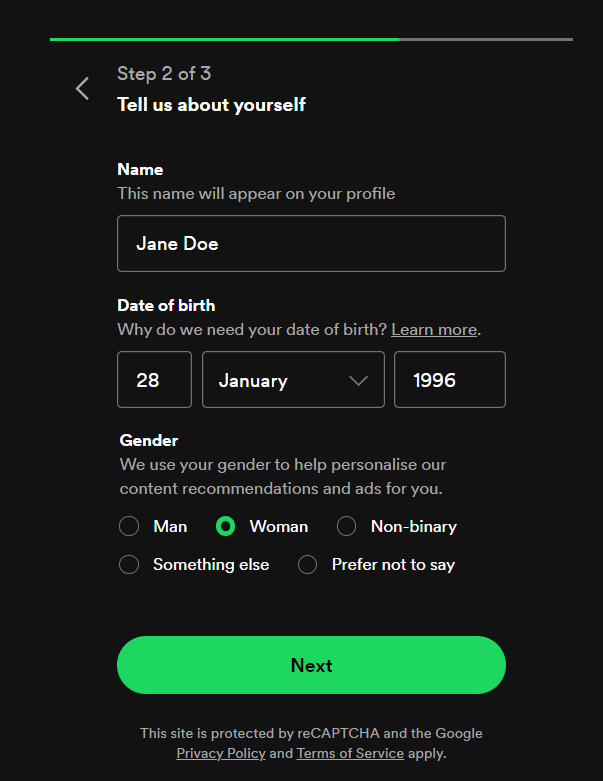 Step 2 of 3
Tell us about yourself
Name
This name will appear on your profile
Jane Doe
Date of birth
Why do we need your date of birth? Learn more.
28 January 1996
Gender
We use your gender to help personalise our
content recommendations and ads for you.
Man Woman Non-binary
Something else Prefer not to say
Next
This site is protected by reCAPTCHA and the Google
Privacy Policy and Terms of Service apply.